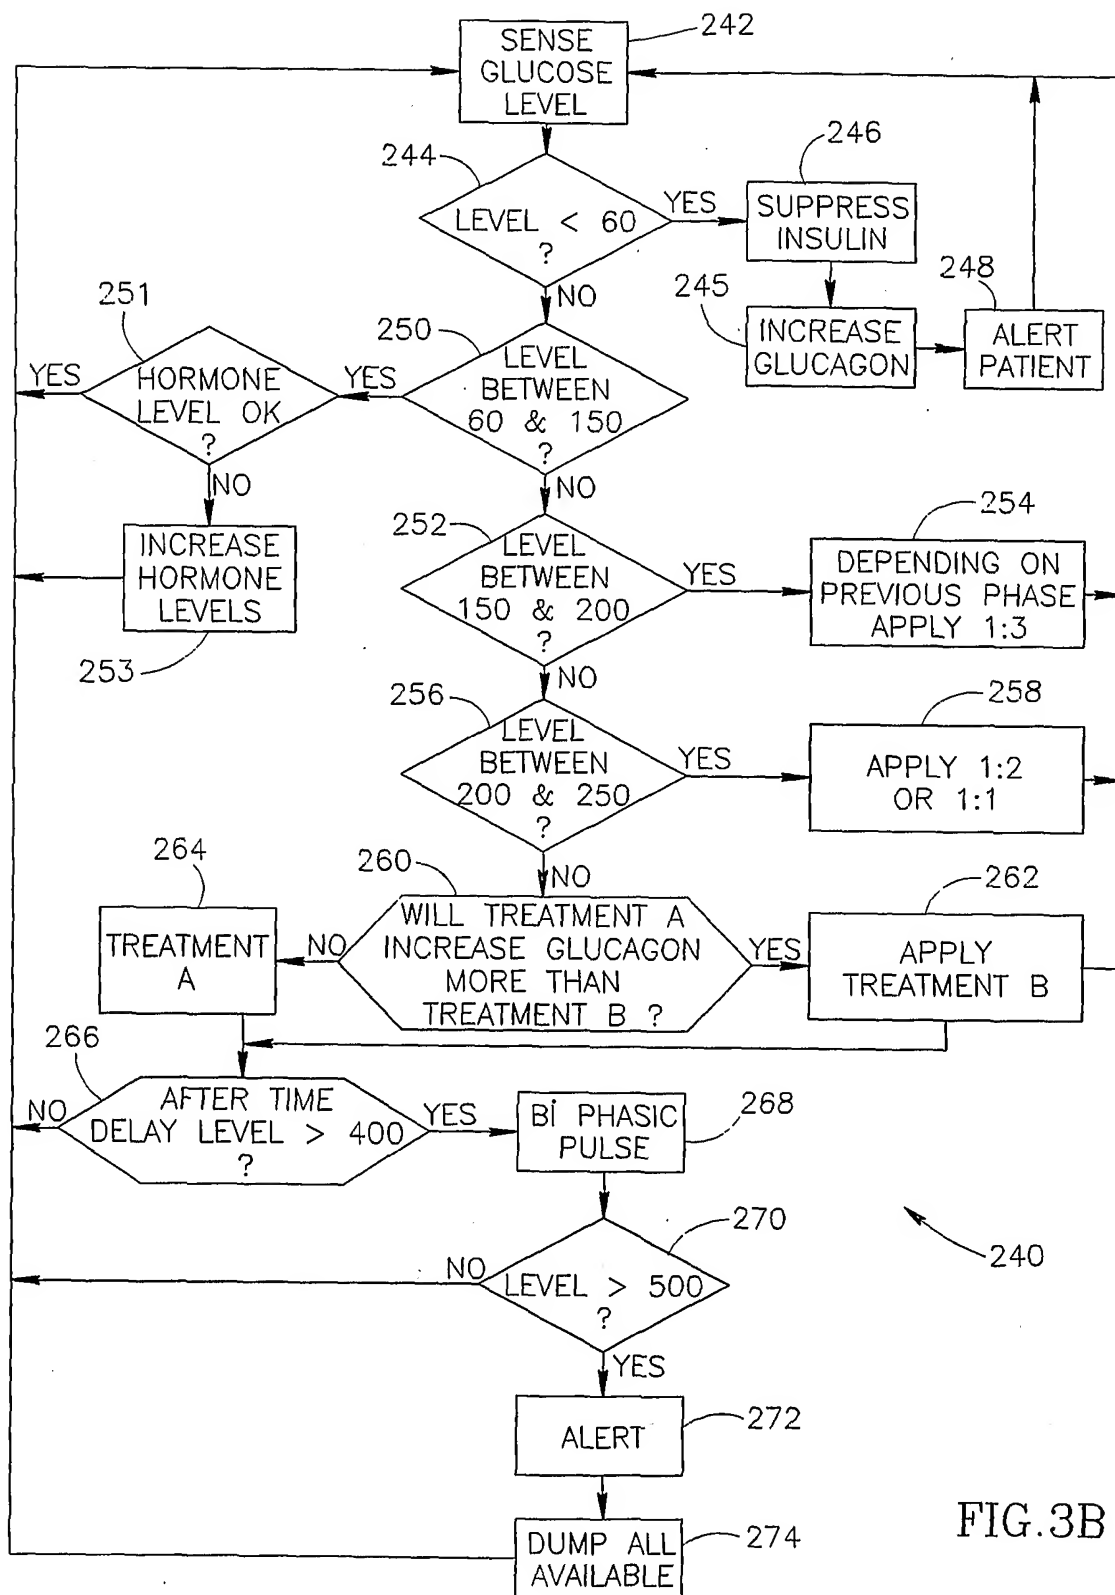 242
SENSE
GLUCOSE
LEVEL
244
LEVEL < 60
?
YES
246
SUPPRESS
INSULIN
NO
245
INCREASE
GLUCAGON
248
ALERT
PATIENT
251
HORMONE
LEVEL OK
?
YES
250
LEVEL
BETWEEN
60 & 150
?
YES
NO
NO
253
INCREASE
HORMONE
LEVELS
252
LEVEL
BETWEEN
150 & 200
?
YES
254
DEPENDING ON
PREVIOUS PHASE
APPLY 1:3
NO
256
LEVEL
BETWEEN
200 & 250
?
YES
258
APPLY 1:2
OR 1:1
NO
264
TREATMENT
A
NO
260
WILL TREATMENT A
INCREASE GLUCAGON
MORE THAN
TREATMENT B ?
YES
262
APPLY
TREATMENT B
266
NO
AFTER TIME
DELAY LEVEL > 400
?
YES
BI PHASIC
PULSE
268
270
NO
LEVEL > 500
?
240
YES
ALERT
272
DUMP ALL
AVAILABLE
274
FIG.3B